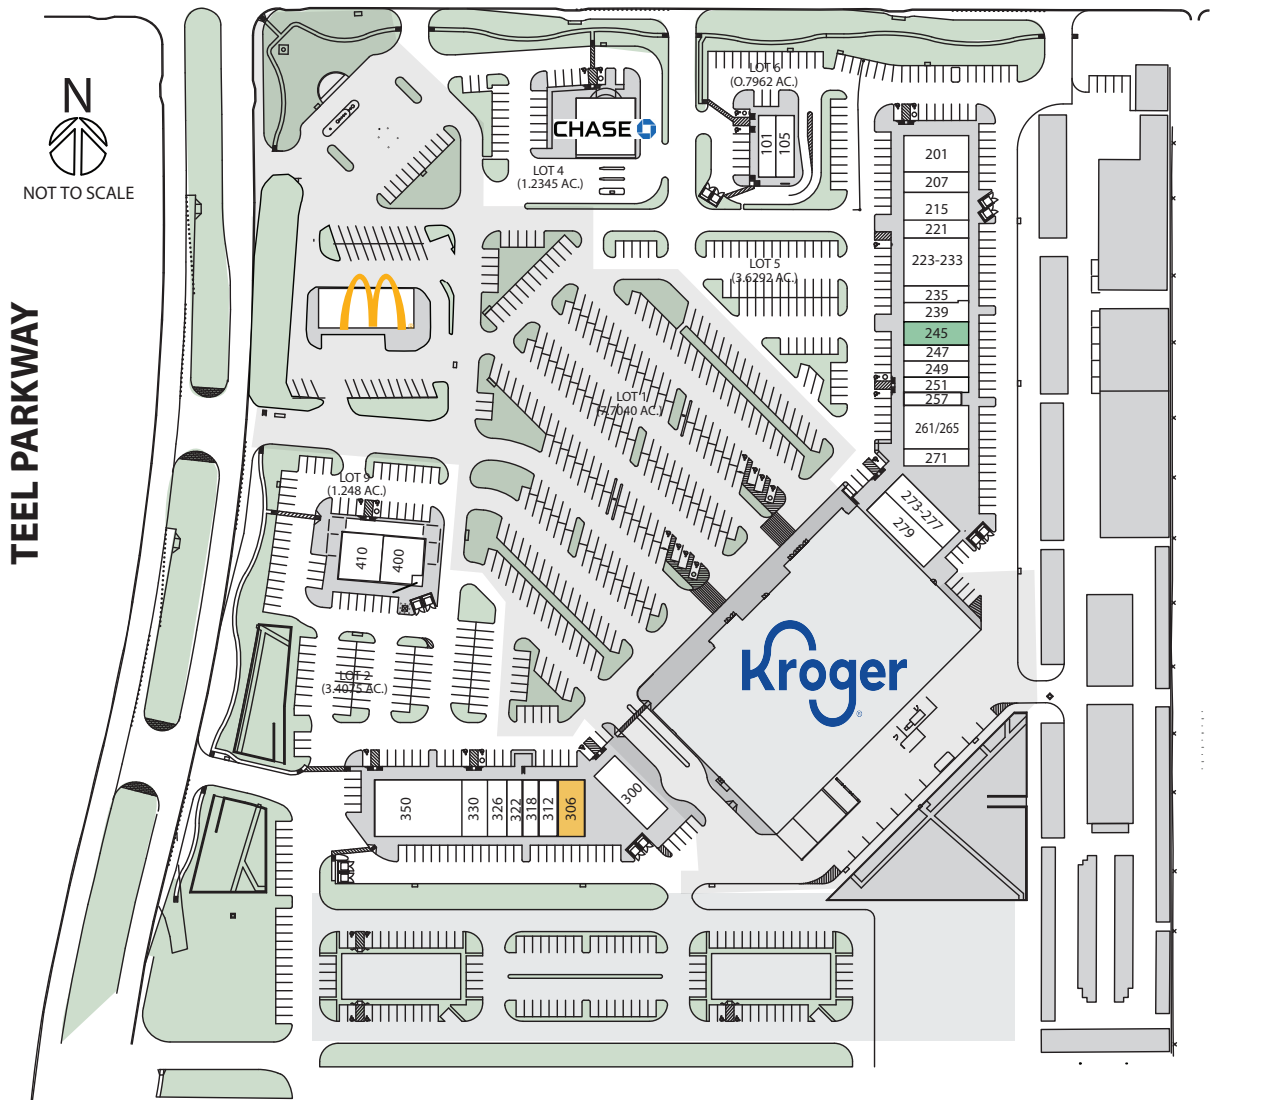 N
NOT TO SCALE
TEEL PARKWAY
CHASE
LOT 4
(1.2345 AC.)
LOT 6
(0.7962 AC.)
101
105
LOT 5
(3.6292 AC.)
201
207
215
221
223-233
235
239
245
247
249
251
257
261/265
271
273-277
279
LOT 1
(7.7040 AC.)
LOT 9
(1.248 AC.)
410
400
LOT 2
(3.4075 AC.)
Kroger
®
350
330
326
322
318
312
306
300